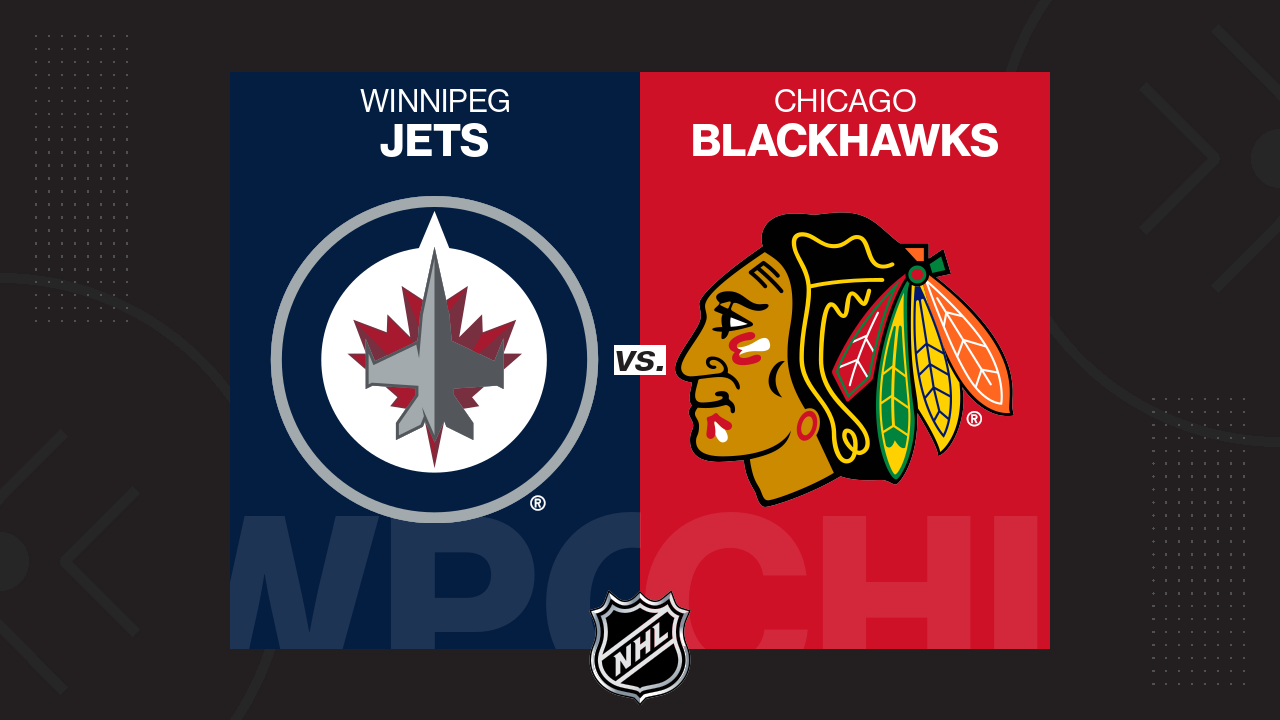 WINNIPEG
JETS
CHICAGO
BLACKHAWKS
vs.
®
®
WPG
CHI
NHL